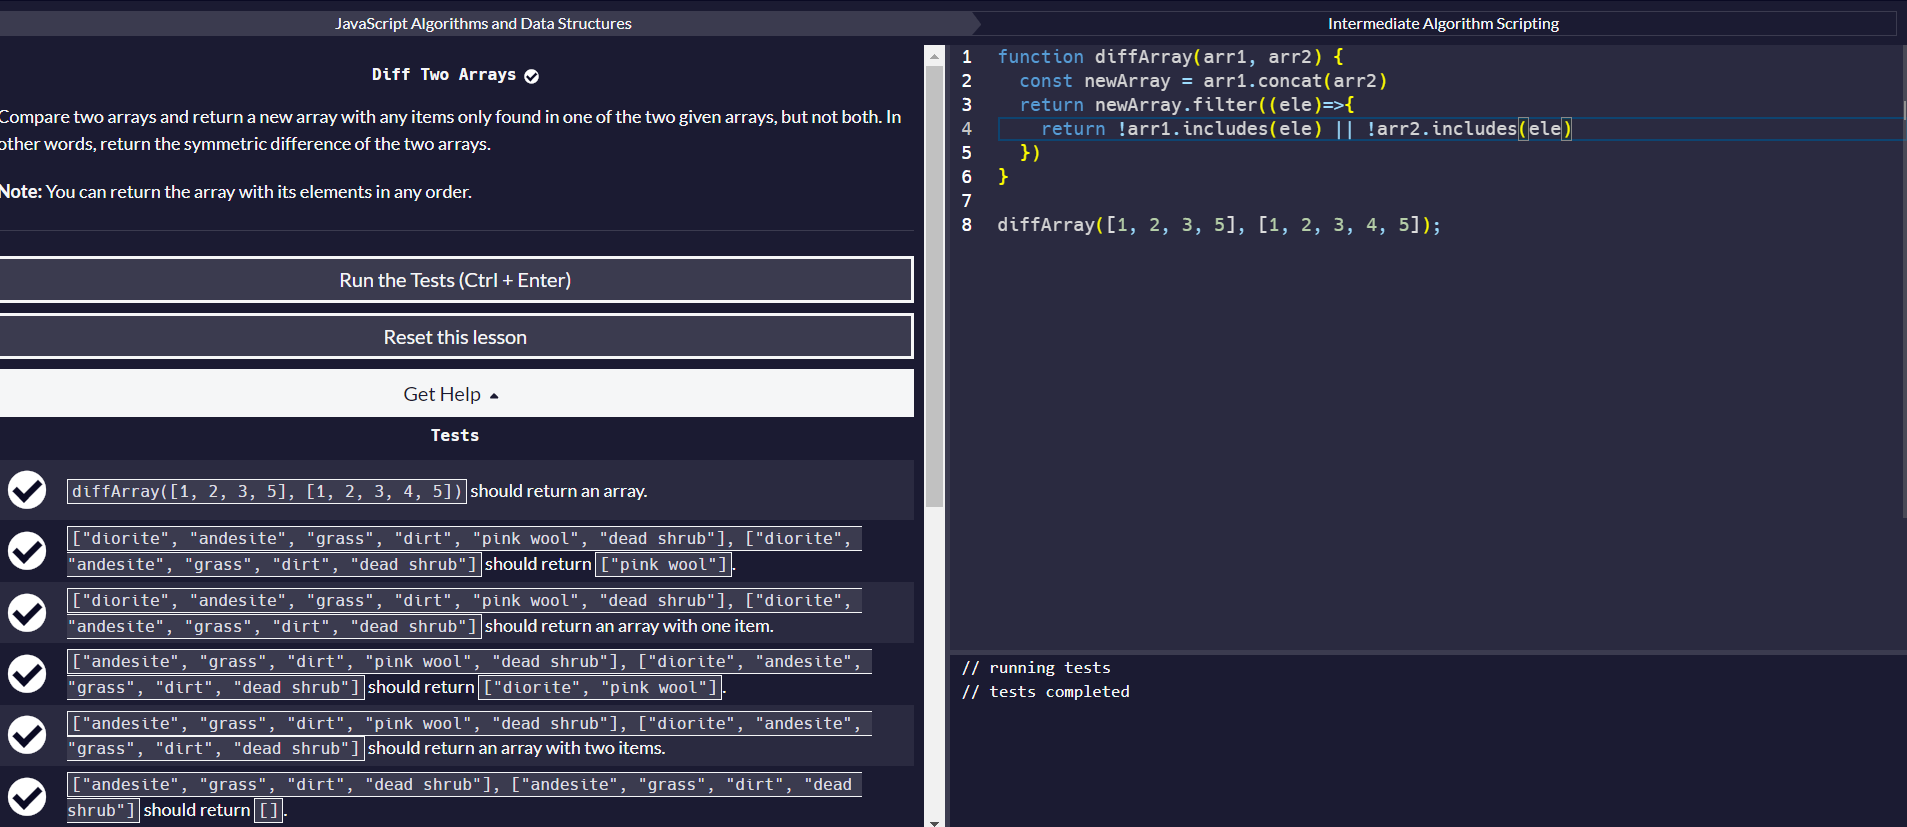 JavaScript Algorithms and Data Structures
Intermediate Algorithm Scripting
Diff Two Arrays
Compare two arrays and return a new array with any items only found in one of the two given arrays, but not both. In
other words, return the symmetric difference of the two arrays.
Note: You can return the array with its elements in any order.
Run the Tests (Ctrl + Enter)
Reset this lesson
Get Help
Tests
diffArray([1, 2, 3, 5], [1, 2, 3, 4, 5]) should return an array.
["diorite", "andesite", "grass", "dirt", "pink wool", "dead shrub"], ["diorite",
"andesite", "grass", "dirt", "dead shrub"] should return ["pink wool"].
["diorite", "andesite", "grass", "dirt", "pink wool", "dead shrub"], ["diorite",
"andesite", "grass", "dirt", "dead shrub"] should return an array with one item.
["andesite", "grass", "dirt", "pink wool", "dead shrub"], ["diorite", "andesite",
"grass", "dirt", "dead shrub"] should return ["diorite", "pink wool"].
["andesite", "grass", "dirt", "pink wool", "dead shrub"], ["diorite", "andesite",
"grass", "dirt", "dead shrub"] should return an array with two items.
["andesite", "grass", "dirt", "dead shrub"], ["andesite", "grass", "dirt", "dead
shrub"] should return [].
1 function diffArray(arr1, arr2) {
2 const newArray = arr1.concat(arr2)
3 return newArray.filter((ele)=>{
4 return !arr1.includes(ele) || !arr2.includes(ele)
5 })
6 }
7
8 diffArray([1, 2, 3, 5], [1, 2, 3, 4, 5]);
// running tests
// tests completed